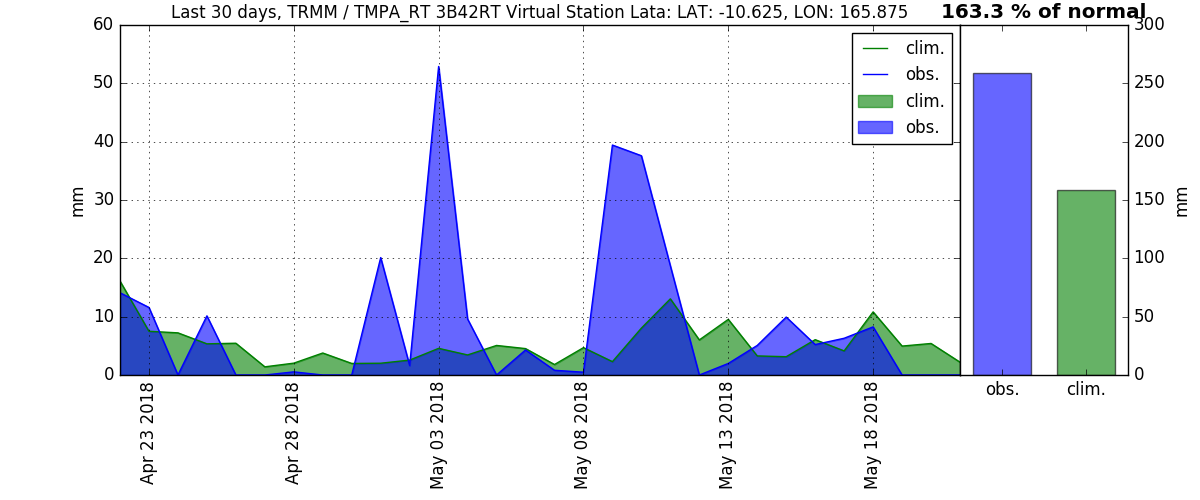 Last 30 days, TRMM / TMPA_RT 3B42RT Virtual Station Lata: LAT: -10.625, LON: 165.875
163.3 % of normal
60
50
40
30
20
10
0
mm
clim.
obs.
clim.
obs.
300
250
200
150
100
50
0
mm
Apr 23 2018
Apr 28 2018
May 03 2018
May 08 2018
May 13 2018
May 18 2018
obs.
clim.